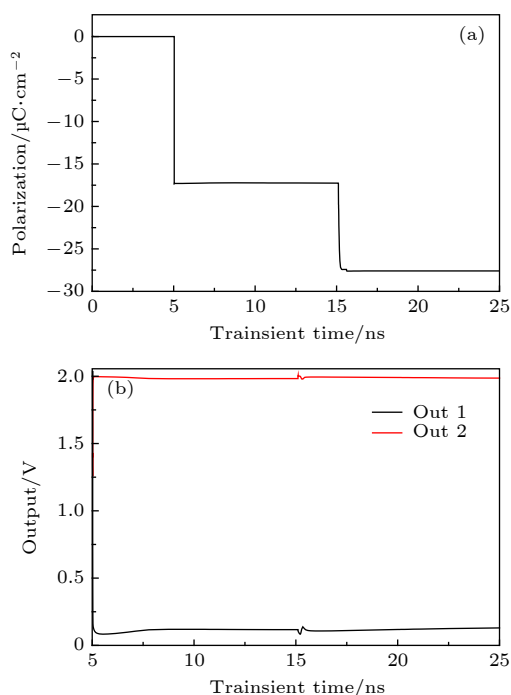 (a)
Polarization/μC·cm−2
0
−5
−10
−15
−20
−25
−30
0
5
10
15
20
25
Trainsient time/ns
(b)
Output/V
2.0
1.5
1.0
0.5
0
Out 1
Out 2
5
10
15
20
25
Trainsient time/ns